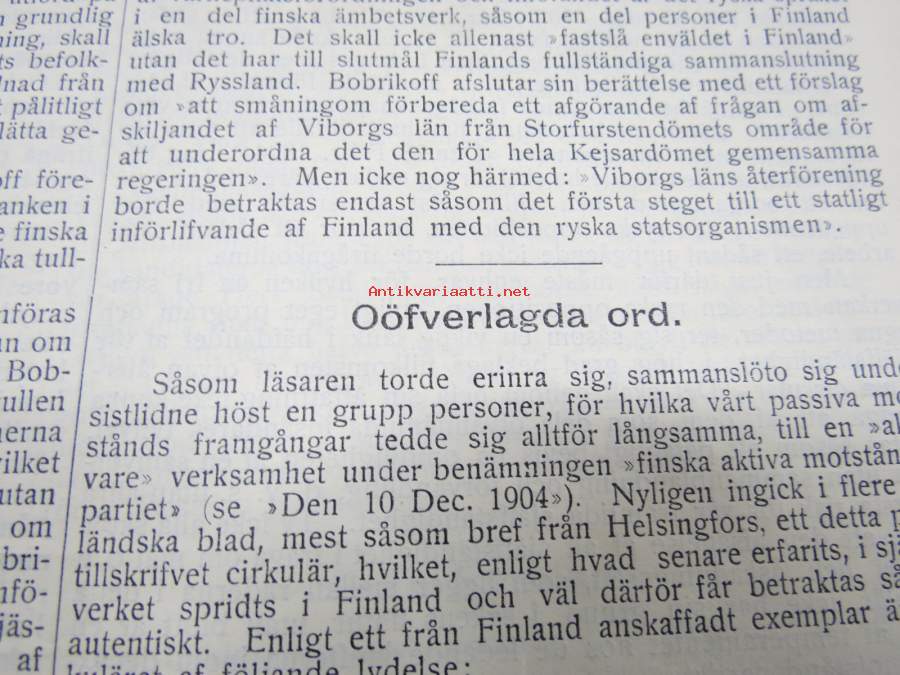 grundlig
ning, skall
befolk-
från
pålitligt
lätta ge-
före-
i
finska
tull-
om
Bob-
utan
om
af
i en del finska ämbetsverk, såsom en del personer i Finland
älska tro. Det skall icke allenast »fastslå enväldet i Finland»
utan det har till slutmål Finlands fullständiga sammanslutning
med Ryssland. Bobrikoff afslutar sin berättelse med ett förslag
om »att småningom förbereda ett afgörande af frågan om af-
skiljandet af Viborgs län från Storfurstendömets område för
att underordna det den för hela Kejsardömet gemensamma
regeringen». Men icke nog härmed: »Viborgs läns återförening
borde betraktas endast såsom det första steget till ett statligt
införlifvande af Finland med den ryska statsorganismen».
Antikvariaatti.net
Oöfverlagda ord.
Såsom läsaren torde erinra sig, sammanslöto sig
sistlidne höst en grupp personer, för hvilka vårt passiva
stånds framgångar tedde sig alltför långsamma, till en
vare» verksamhet under benämningen »finska aktiva
partiet» (se »Den 10 Dec. 1904»). Nyligen ingick i flere
ländska blad, mest såsom bref från Helsingfors, ett detta
tillskrifvet cirkulär, hvilket, enligt hvad senare erfarits, i
verket spridts i Finland och väl därför får betraktas
autentiskt. Enligt ett från Finland anskaffadt exemplar
af följande lydelse: